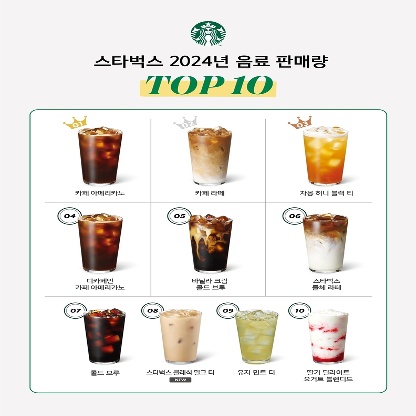 스타벅스 2024년 음료 판매량
TOP 10
01
02
03
카페 아메리카노
카페 라떼
자몽 허니 블랙 티
04
05
06
디카페인
카페 아메리카노
바닐라 크림
콜드 브루
스타벅스
돌체 라떼
07
08
09
10
콜드 브루
스타벅스 클래식 밀크 티
NEW
유자 민트 티
딸기 딜라이트
요거트 블렌디드